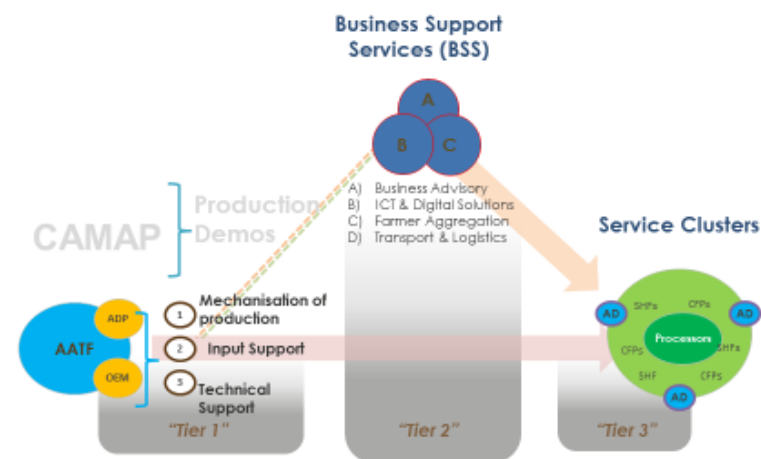 Business Support
Services (BSS)
A
B
C
A) Business Advisory
B) ICT & Digital Solutions
C) Farmer Aggregation
D) Transport & Logistics
CAMAP
Production
Demos
AATF
ADP
OEM
1
Mechanisation of
production
2
Input Support
3
Technical
Support
Service Clusters
AD
AD
AD
SHFs
CFPs
Processors
CFPs
SHFs
SHF
CFPs
"Tier 1"
"Tier 2"
"Tier 3"